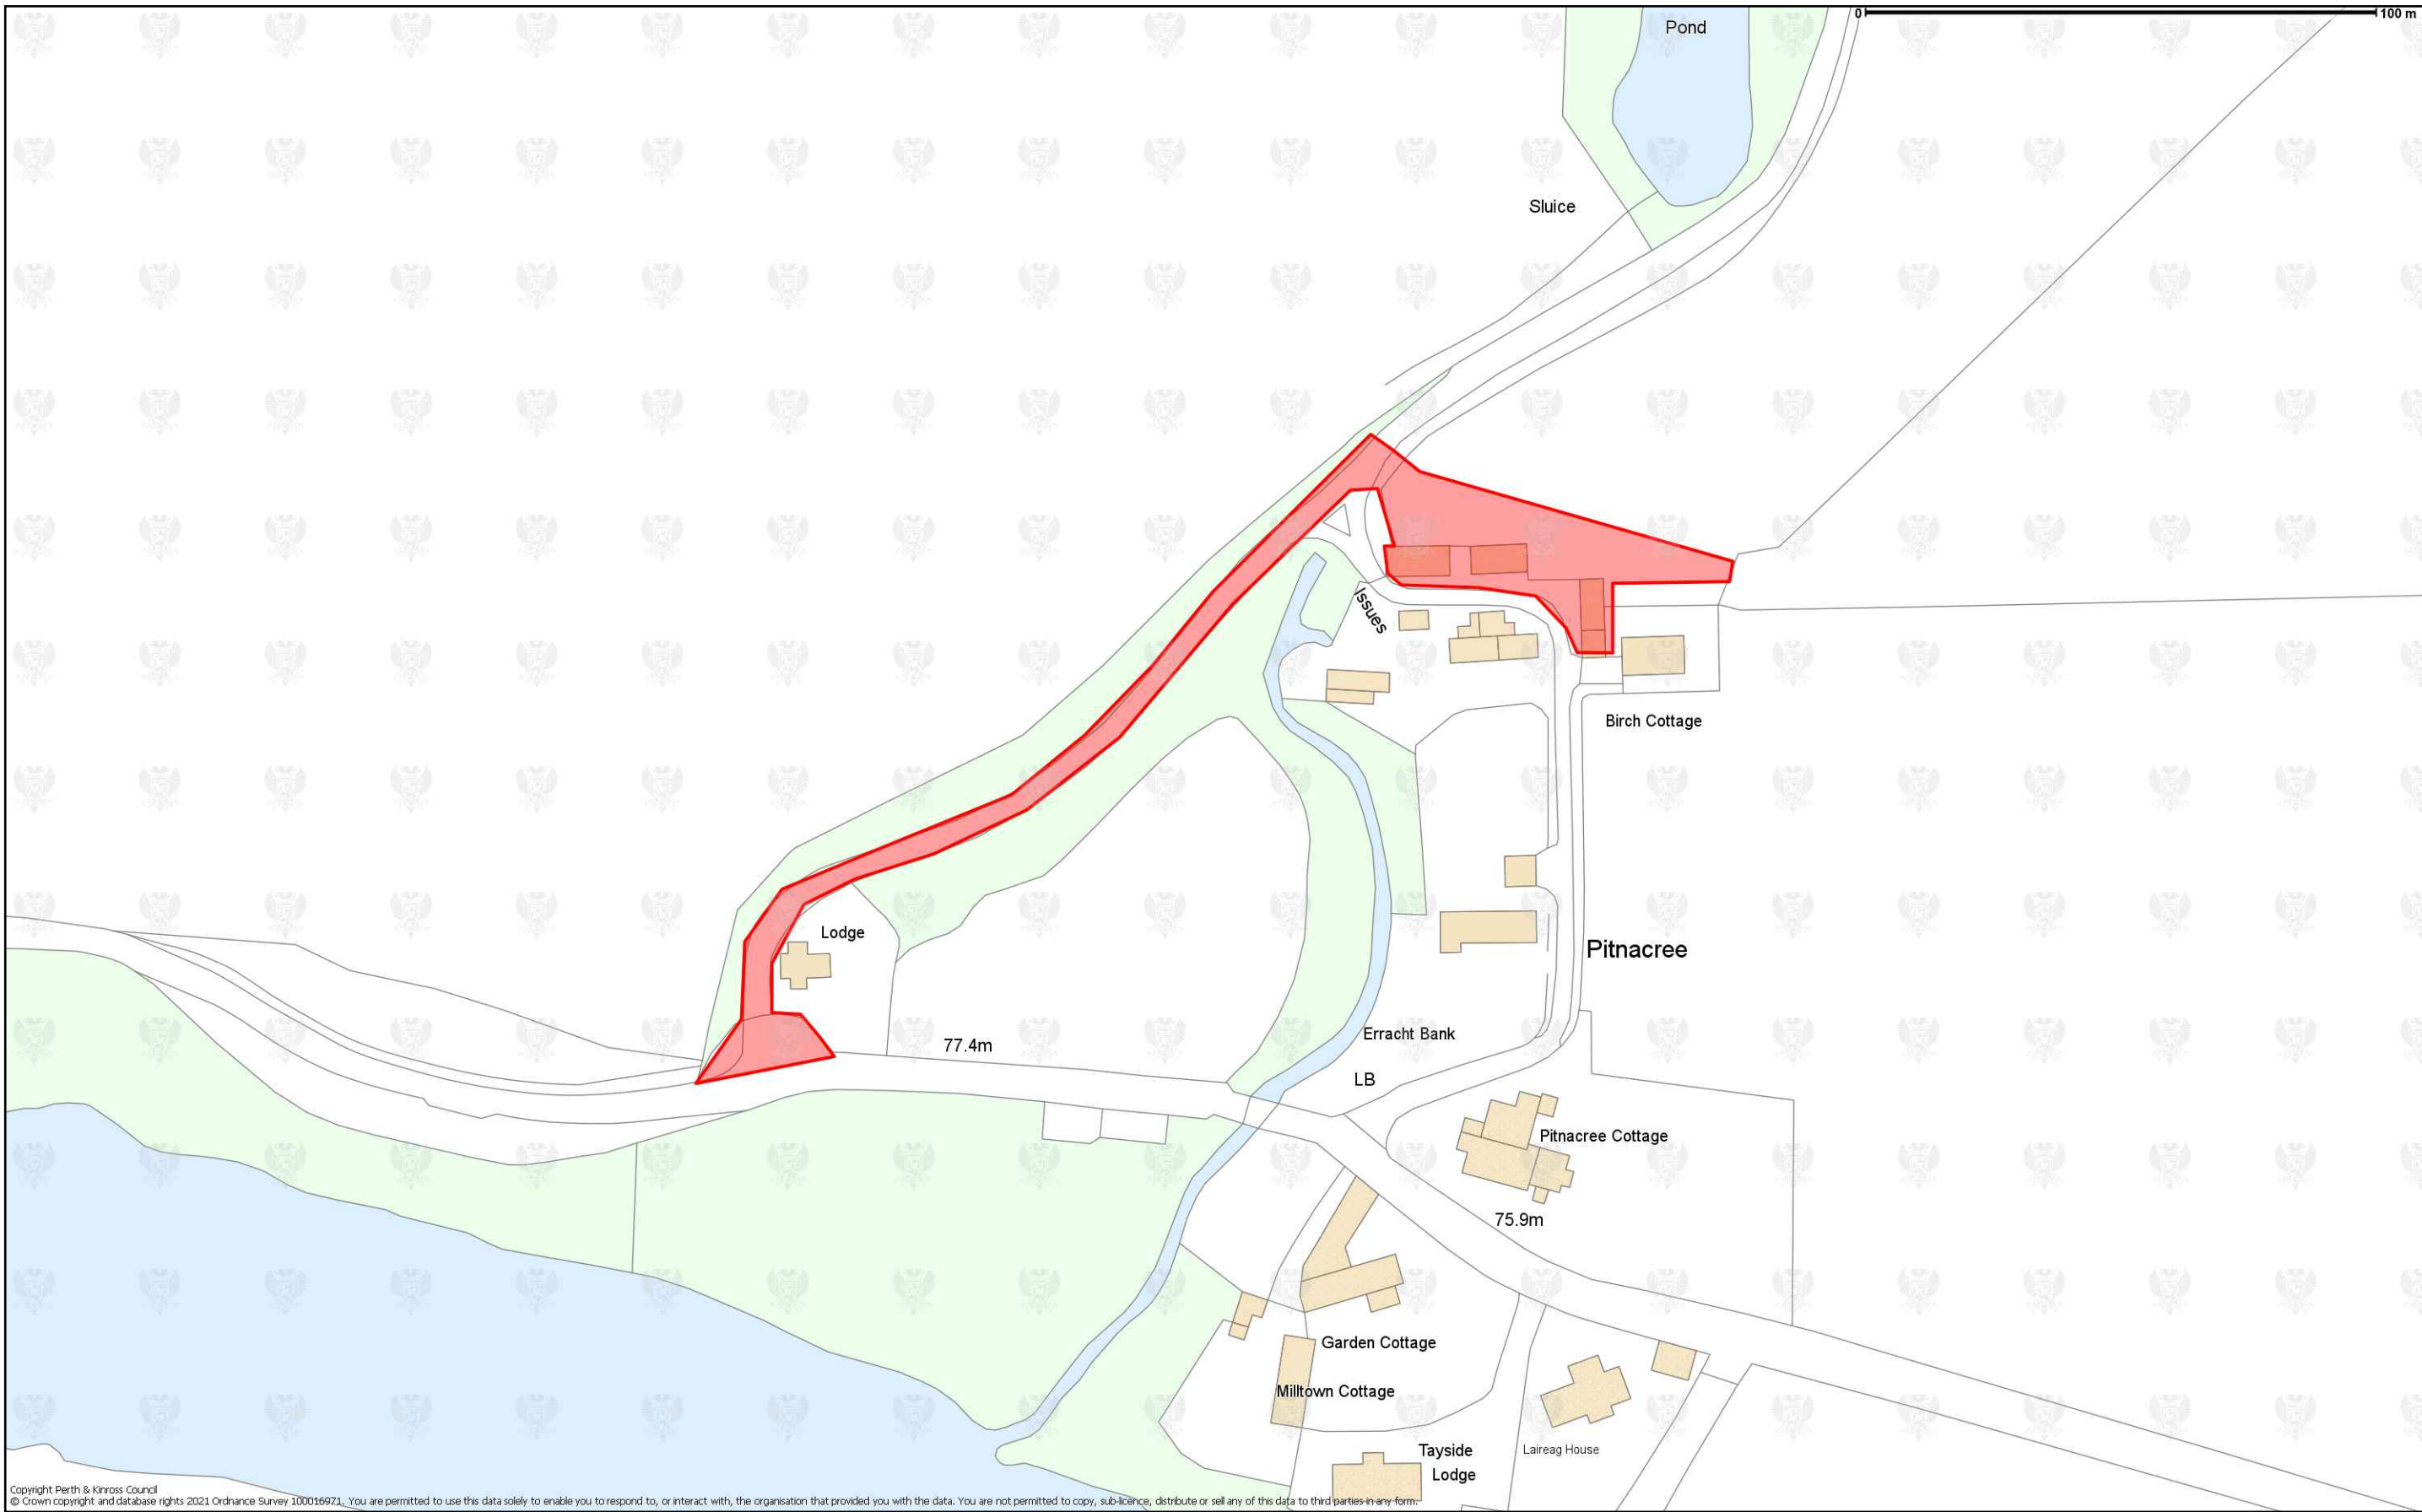 Pond
0
100 m
Sluice
Issues
Birch Cottage
Lodge
Pitnacree
Erracht Bank
77.4m
LB
Pitnacree Cottage
75.9m
Garden Cottage
Milltown Cottage
Tayside
Lodge
Laireag House
Copyright Perth & Kinross Council
© Crown copyright and database rights 2021 Ordnance Survey 100016971. You are permitted to use this data solely to enable you to respond to, or interact with, the organisation that provided you with the data. You are not permitted to copy, sub-licence, distribute or sell any of this data to third parties in any form.